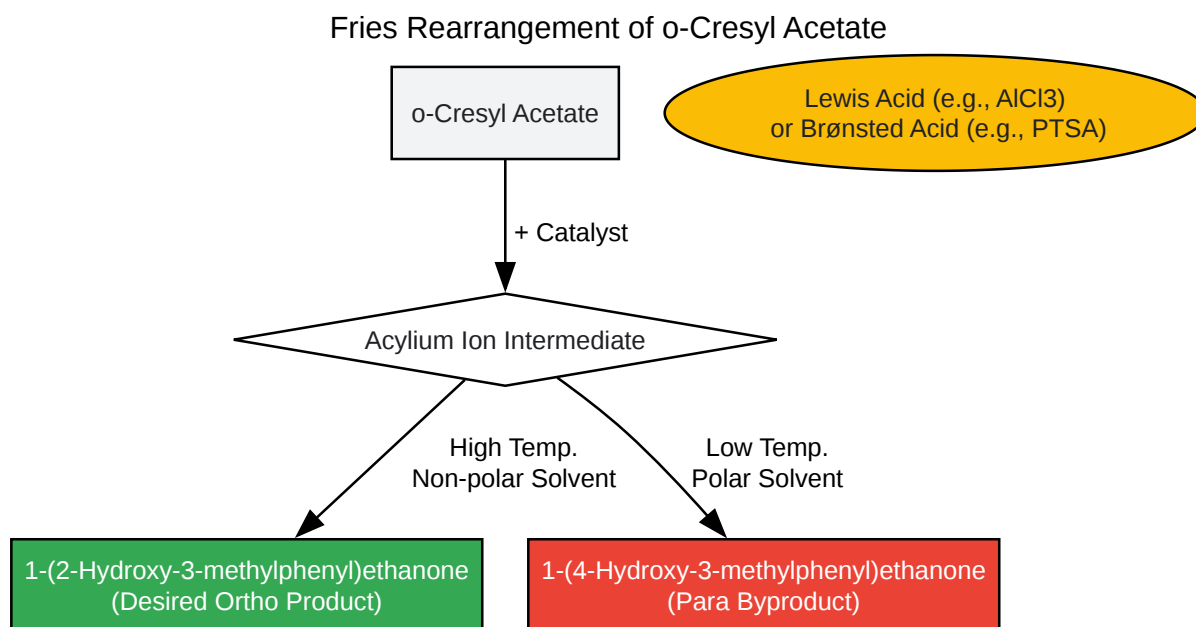 Fries Rearrangement of o-Cresyl Acetate
o-Cresyl Acetate
Lewis Acid (e.g., AlCl3)
or Brønsted Acid (e.g., PTSA)
+ Catalyst
Acylium Ion Intermediate
High Temp.
Non-polar Solvent
Low Temp.
Polar Solvent
1-(2-Hydroxy-3-methylphenyl)ethanone
(Desired Ortho Product)
1-(4-Hydroxy-3-methylphenyl)ethanone
(Para Byproduct)